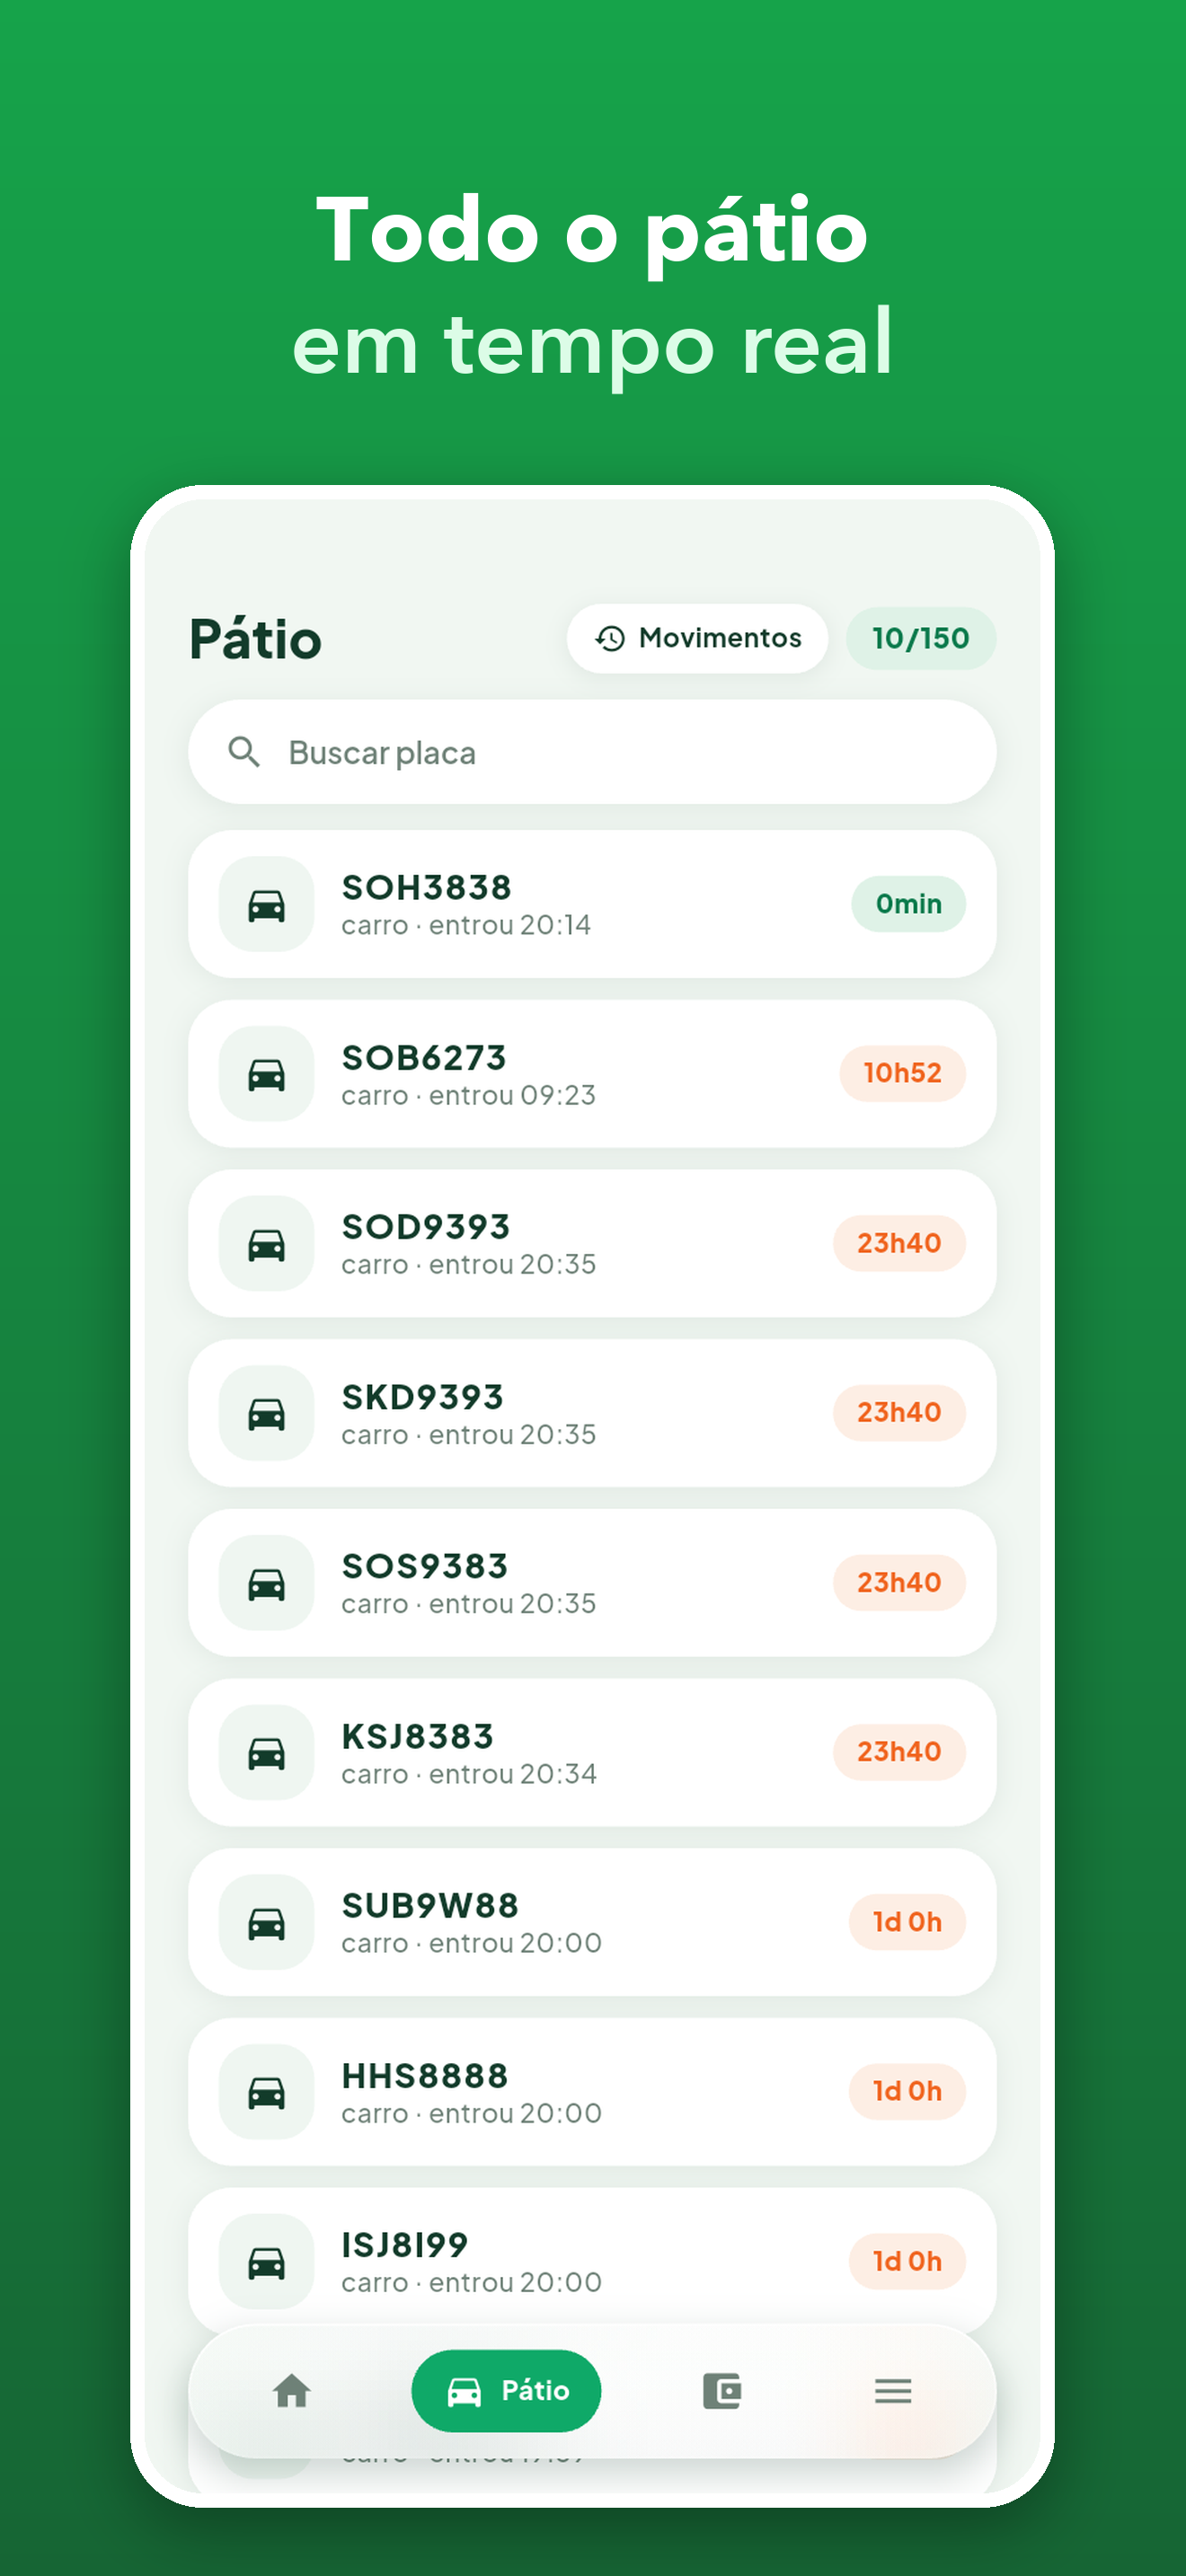 Todo o pátio
em tempo real
Pátio
Movimentos
10/150
Buscar placa
SOH3838
carro · entrou 20:14
0min
SOB6273
carro · entrou 09:23
10h52
SOD9393
carro · entrou 20:35
23h40
SKD9393
carro · entrou 20:35
23h40
SOS9383
carro · entrou 20:35
23h40
KSJ8383
carro · entrou 20:34
23h40
SUB9W88
carro · entrou 20:00
1d 0h
HHS8888
carro · entrou 20:00
1d 0h
ISJ8I99
carro · entrou 20:00
1d 0h
Pátio